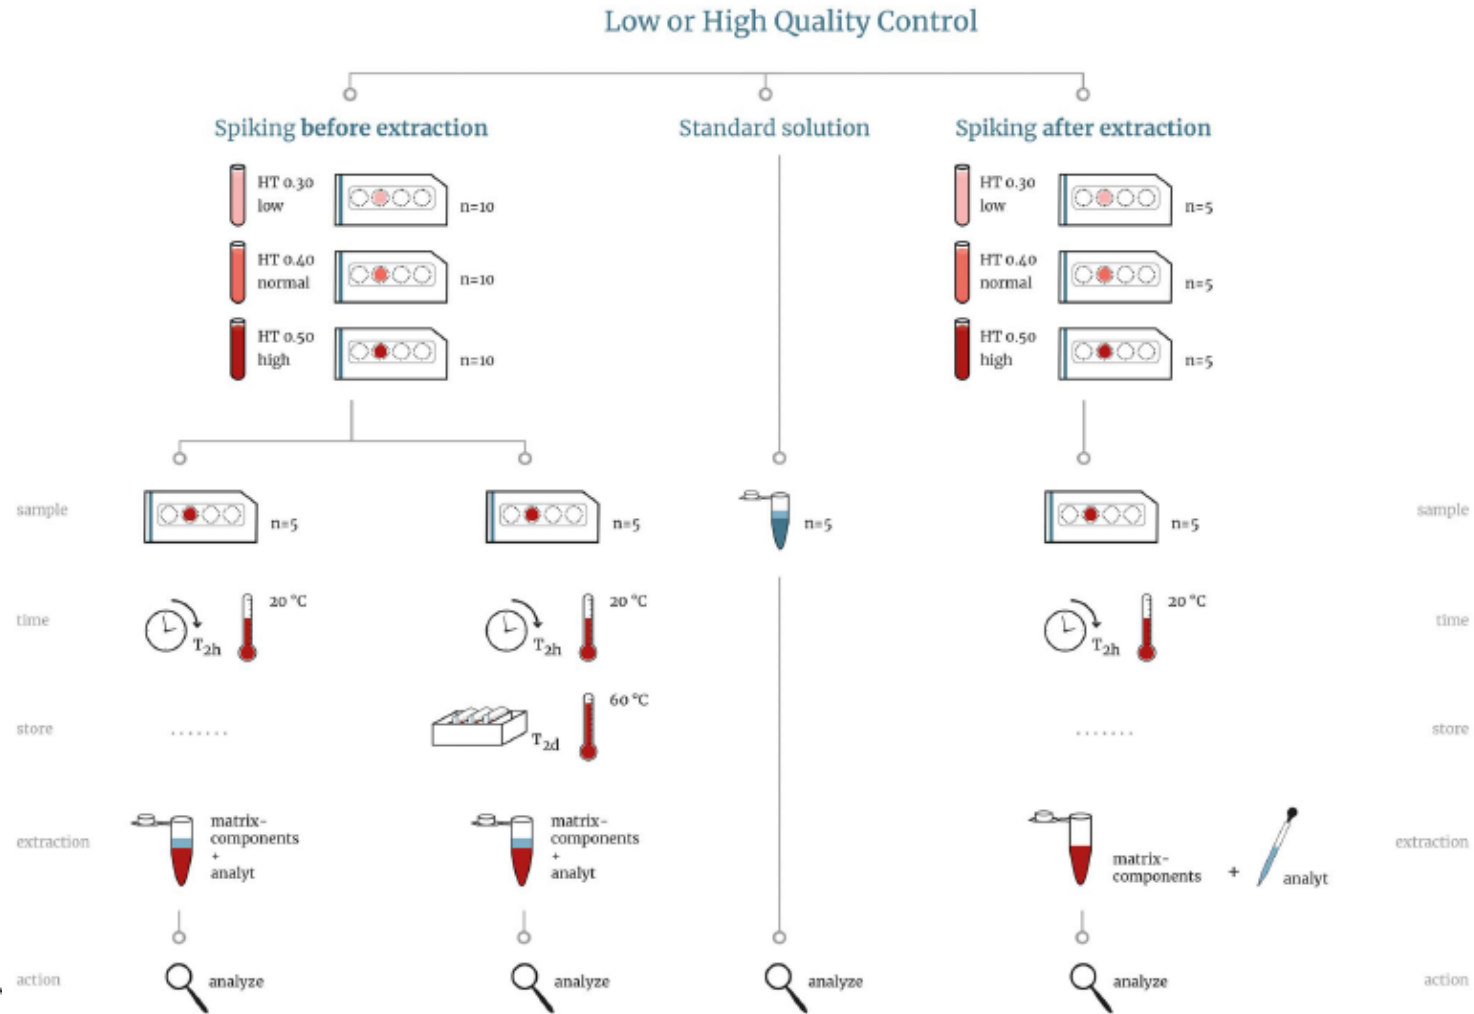 Low or High Quality Control
Spiking before extraction
Standard solution
Spiking after extraction
HT 0.30
low
n=10
HT 0.40
normal
n=10
HT 0.50
high
n=10
HT 0.30
low
n=5
HT 0.40
normal
n=5
HT 0.50
high
n=5
sample
n=5
n=5
n=5
n=5
sample
time
T2h
20 °C
T2h
20 °C
T2h
20 °C
time
store
.......
T2d
60 °C
.......
store
extraction
matrix-
components
+
analyt
matrix-
components
+
analyt
matrix-
components
+
analyt
extraction
action
analyze
analyze
analyze
analyze
action